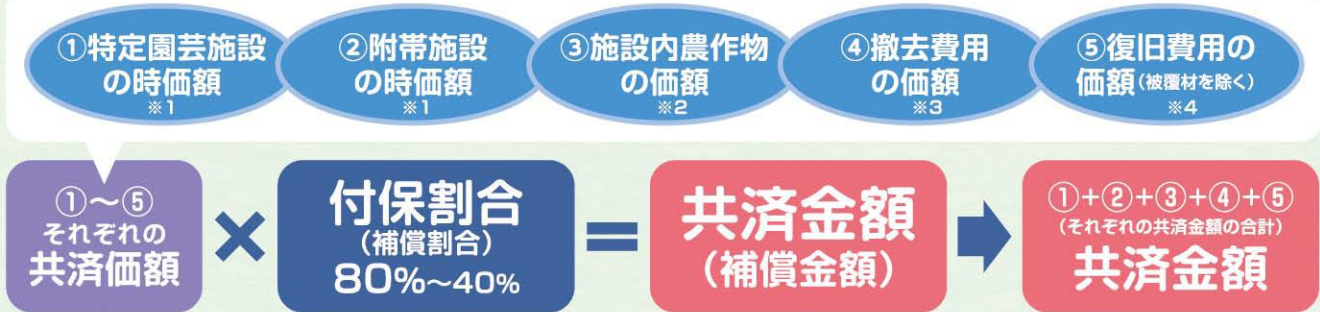 ①特定園芸施設
の時価額
※1
②附帯施設
の時価額
※1
③施設内農作物
の価額
※2
④撤去費用
の価額
※3
⑤復旧費用の
価額(被覆材を除く)
※4
①〜⑤
それぞれの
共済価額
×
付保割合
(補償割合)
80%〜40%
=
共済金額
(補償金額)
①+②+③+④+⑤
(それぞれの共済金額の合計)
共済金額